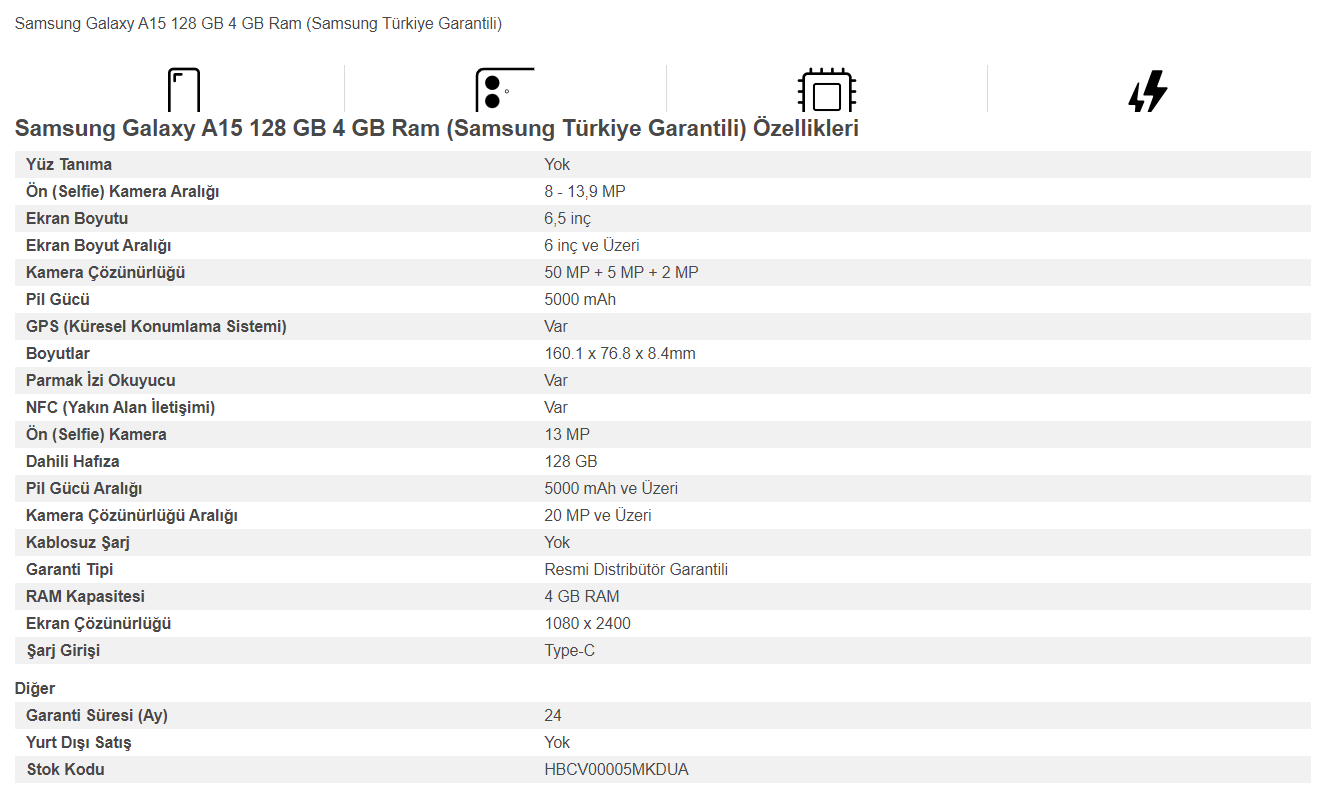 Samsung Galaxy A15 128 GB 4 GB Ram (Samsung Türkiye Garantili)
Samsung Galaxy A15 128 GB 4 GB Ram (Samsung Türkiye Garantili) Özellikleri
Yüz Tanıma Yok
Ön (Selfie) Kamera Aralığı 8 - 13,9 MP
Ekran Boyutu 6,5 inç
Ekran Boyut Aralığı 6 inç ve Üzeri
Kamera Çözünürlüğü 50 MP + 5 MP + 2 MP
Pil Gücü 5000 mAh
GPS (Küresel Konumlama Sistemi) Var
Boyutlar 160.1 x 76.8 x 8.4mm
Parmak İzi Okuyucu Var
NFC (Yakın Alan İletişimi) Var
Ön (Selfie) Kamera 13 MP
Dahili Hafıza 128 GB
Pil Gücü Aralığı 5000 mAh ve Üzeri
Kamera Çözünürlüğü Aralığı 20 MP ve Üzeri
Kablosuz Şarj Yok
Garanti Tipi Resmi Distribütör Garantili
RAM Kapasitesi 4 GB RAM
Ekran Çözünürlüğü 1080 x 2400
Şarj Girişi Type-C
Diğer
Garanti Süresi (Ay) 24
Yurt Dışı Satış Yok
Stok Kodu HBCV00005MKDUA